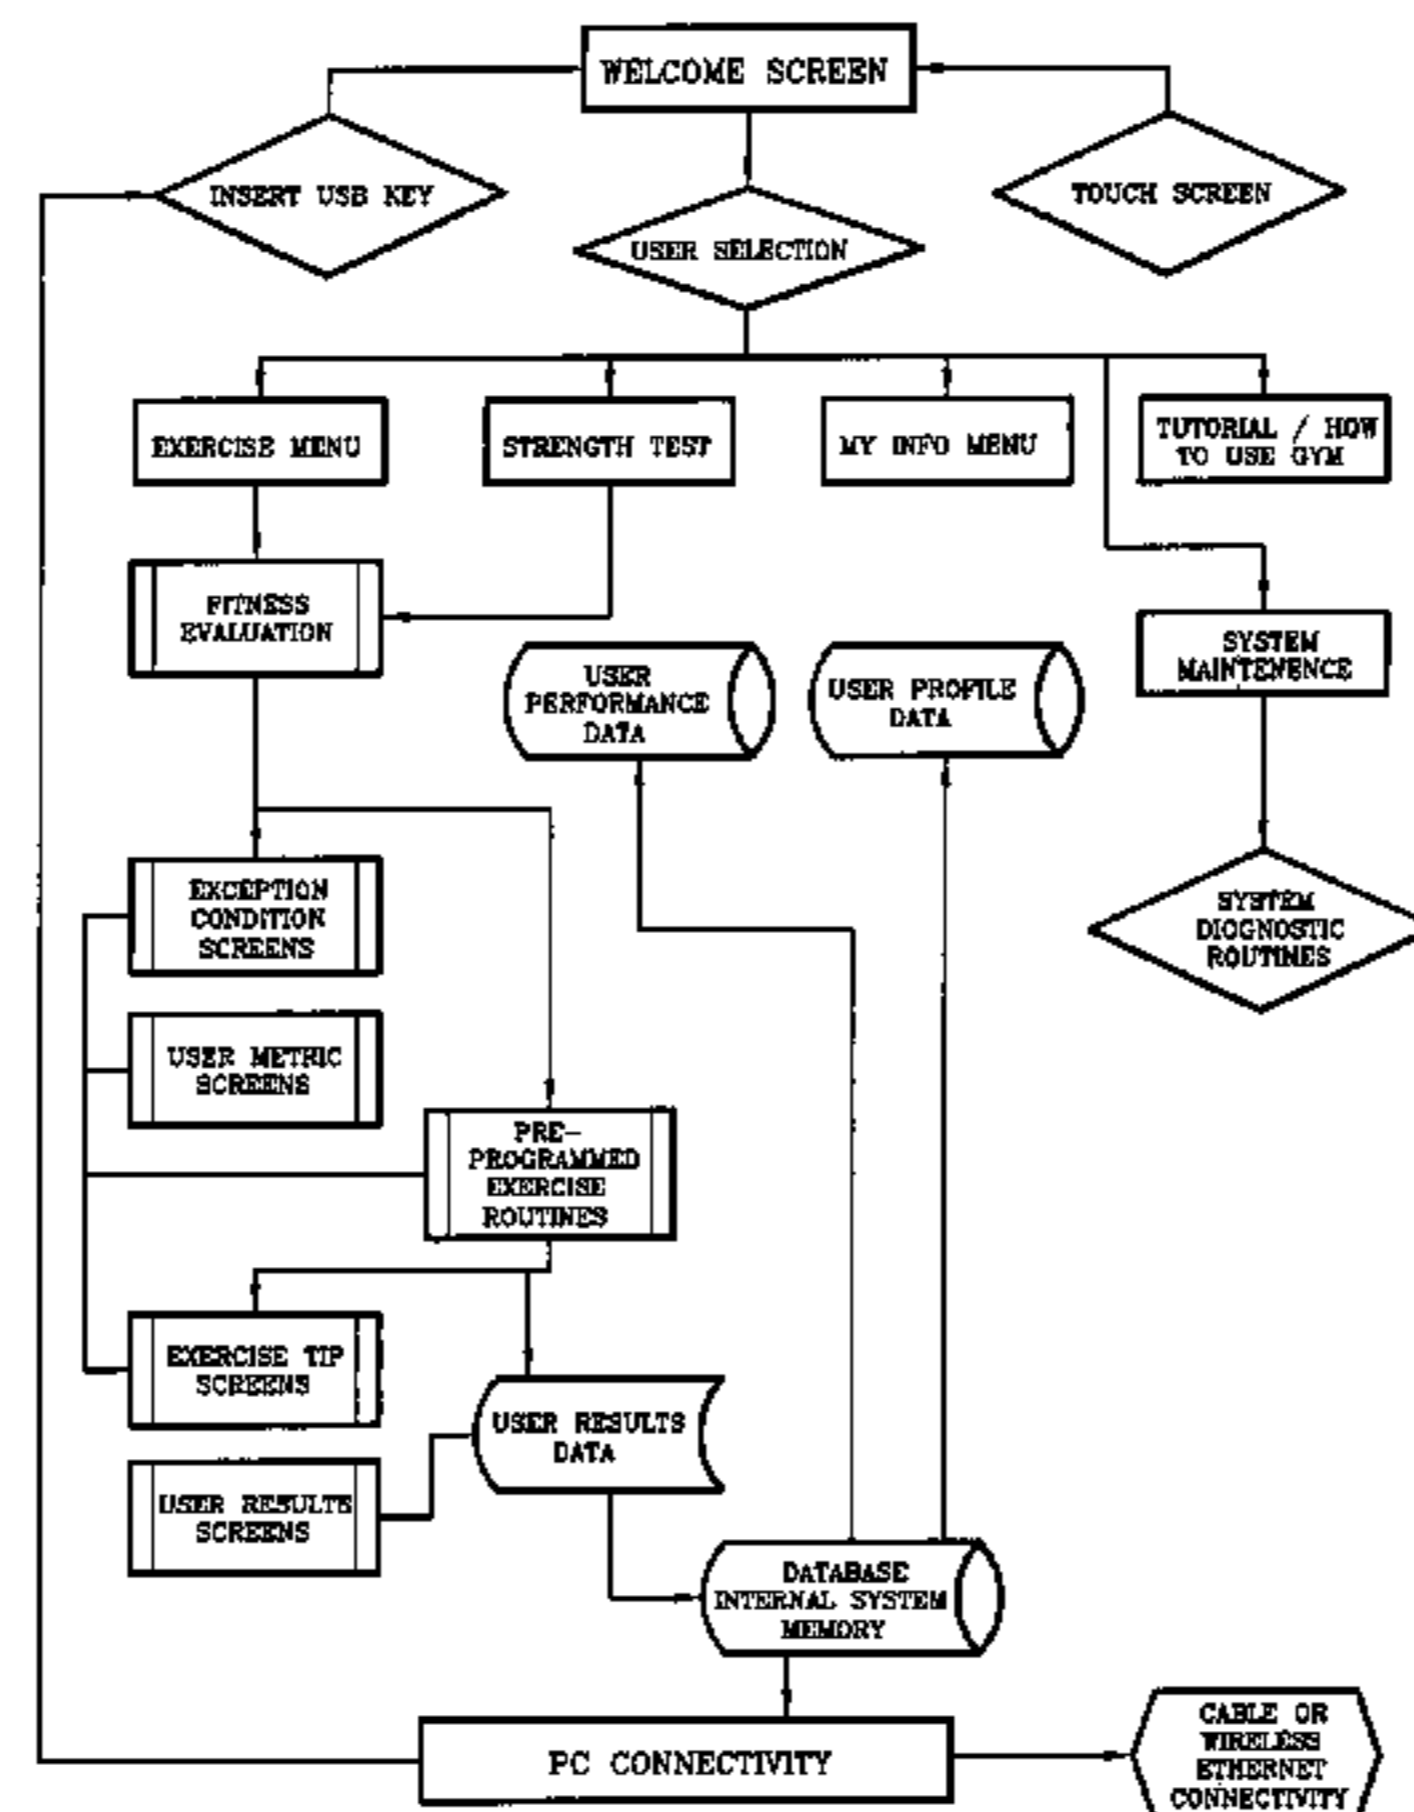 WELCOME SCREEN
INSERT USB KEY
TOUCH SCREEN
USER SELECTION
EXERCISE MENU
STRENGTH TEST
MY INFO MENU
TUTORIAL / HOW
TO USE GYM
FITNESS
EVALUATION
USER
PERFORMANCE
DATA
USER PROFILE
DATA
SYSTEM
MAINTENENCE
EXCEPTION
CONDITION
SCREENS
SYSTEM
DIOGNOSTIC
ROUTINES
USER METRIC
SCREENS
PRE-
PROGRAMMED
EXERCISE
ROUTINES
EXERCISE TIP
SCREENS
USER RESULTS
DATA
USER RESULTS
SCREENS
DATABASE
INTERNAL SYSTEM
MEMORY
PC CONNECTIVITY
CABLE OR
WIRELESS
ETHERNET
CONNECTIVITY